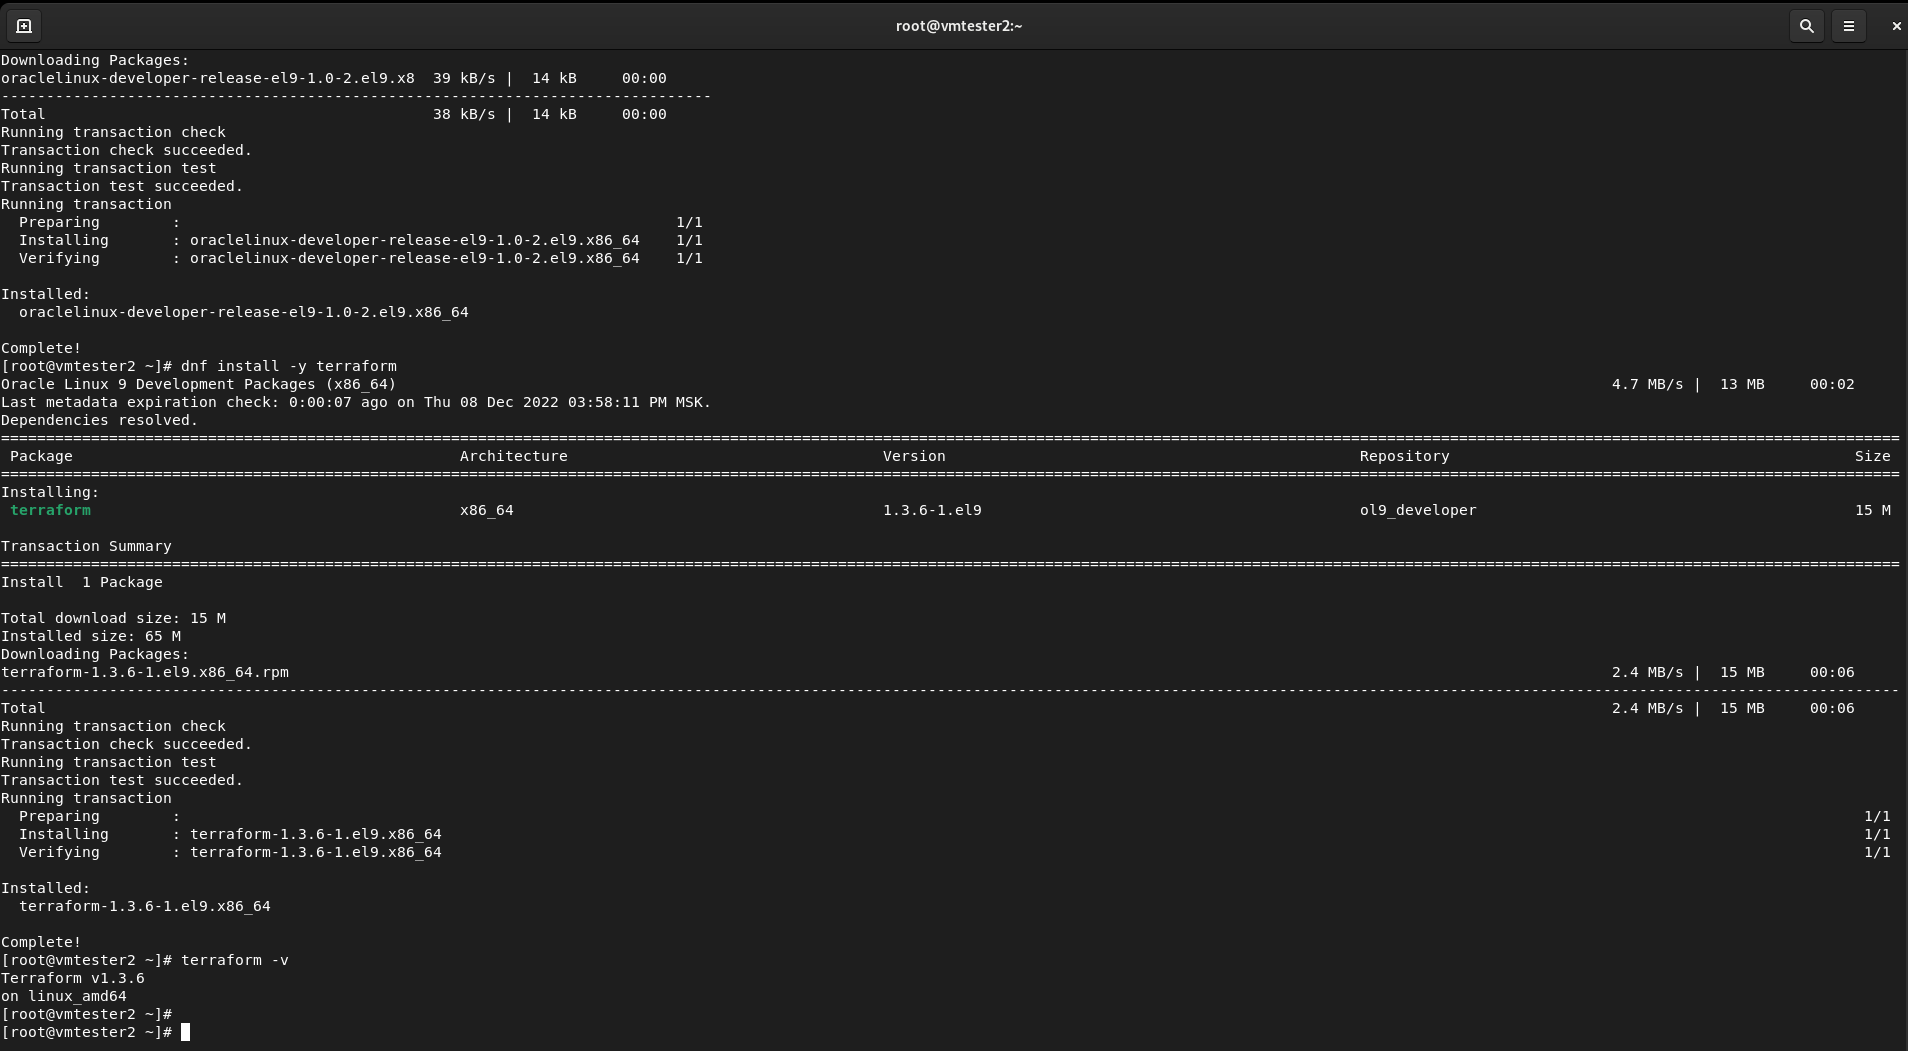 root@vmtester2:~
Downloading Packages:
oraclelinux-developer-release-el9-1.0-2.el9.x8  39 kB/s |  14 kB     00:00
-------------------------------------------------------------------------------
Total                                           38 kB/s |  14 kB     00:00
Running transaction check
Transaction check succeeded.
Running transaction test
Transaction test succeeded.
Running transaction
  Preparing        :                                                       1/1
  Installing       : oraclelinux-developer-release-el9-1.0-2.el9.x86_64    1/1
  Verifying        : oraclelinux-developer-release-el9-1.0-2.el9.x86_64    1/1
Installed:
  oraclelinux-developer-release-el9-1.0-2.el9.x86_64
Complete!
[root@vmtester2 ~]# dnf install -y terraform
Oracle Linux 9 Development Packages (x86_64)    4.7 MB/s |  13 MB     00:02
Last metadata expiration check: 0:00:07 ago on Thu 08 Dec 2022 03:58:11 PM MSK.
Dependencies resolved.
 Package    Architecture    Version    Repository    Size
Installing:
 terraform    x86_64    1.3.6-1.el9    ol9_developer    15 M
Transaction Summary
Install  1 Package
Total download size: 15 M
Installed size: 65 M
Downloading Packages:
terraform-1.3.6-1.el9.x86_64.rpm    2.4 MB/s |  15 MB     00:06
Total    2.4 MB/s |  15 MB     00:06
Running transaction check
Transaction check succeeded.
Running transaction test
Transaction test succeeded.
Running transaction
  Preparing        :    1/1
  Installing       : terraform-1.3.6-1.el9.x86_64    1/1
  Verifying        : terraform-1.3.6-1.el9.x86_64    1/1
Installed:
  terraform-1.3.6-1.el9.x86_64
Complete!
[root@vmtester2 ~]# terraform -v
Terraform v1.3.6
on linux_amd64
[root@vmtester2 ~]#
[root@vmtester2 ~]#